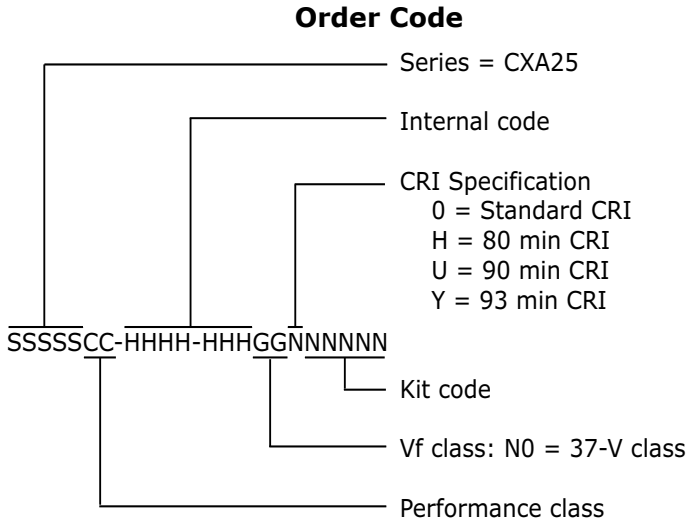 Order Code
Series = CXA25
Internal code
CRI Specification
0 = Standard CRI
H = 80 min CRI
U = 90 min CRI
Y = 93 min CRI
SSSSSCC-HHHH-HHHGGNNNNNN
Kit code
Vf class: N0 = 37-V class
Performance class